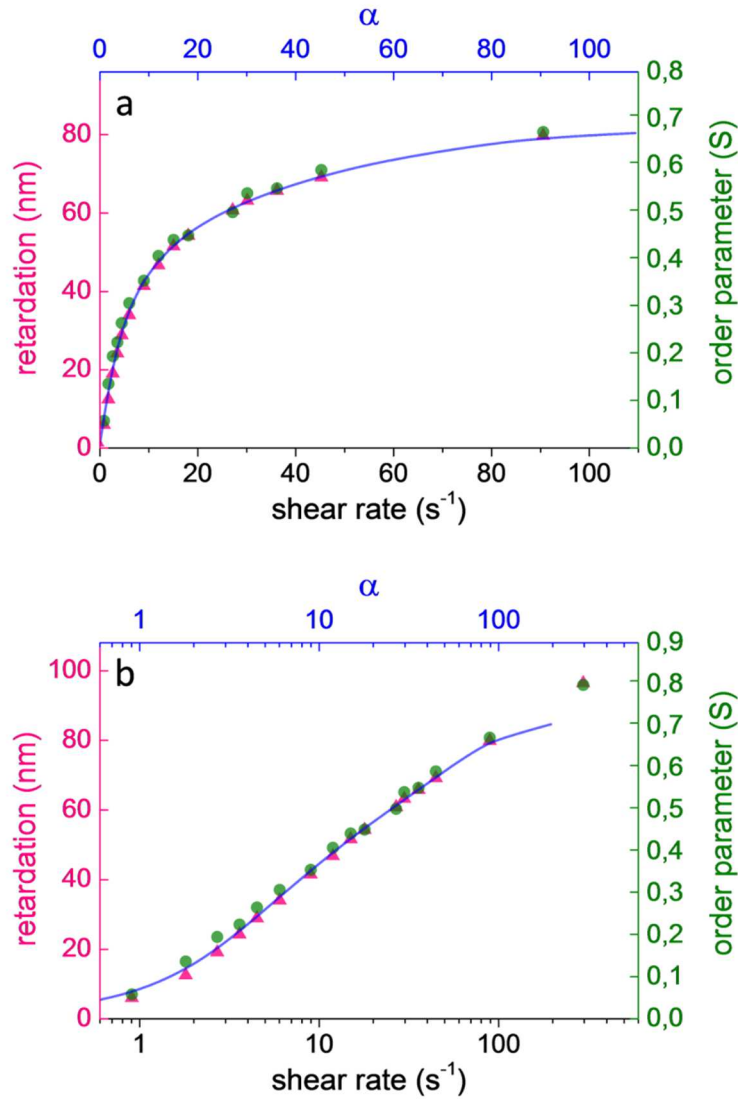 α
0 20 40 60 80 100
a
80
60
40
20
0
retardation (nm)
0,8
0,7
0,6
0,5
0,4
0,3
0,2
0,1
0,0
order parameter (S)
0 20 40 60 80 100
shear rate (s⁻¹)
α
1 10 100
b
100
80
60
40
20
0
retardation (nm)
0,9
0,8
0,7
0,6
0,5
0,4
0,3
0,2
0,1
0,0
order parameter (S)
1 10 100
shear rate (s⁻¹)